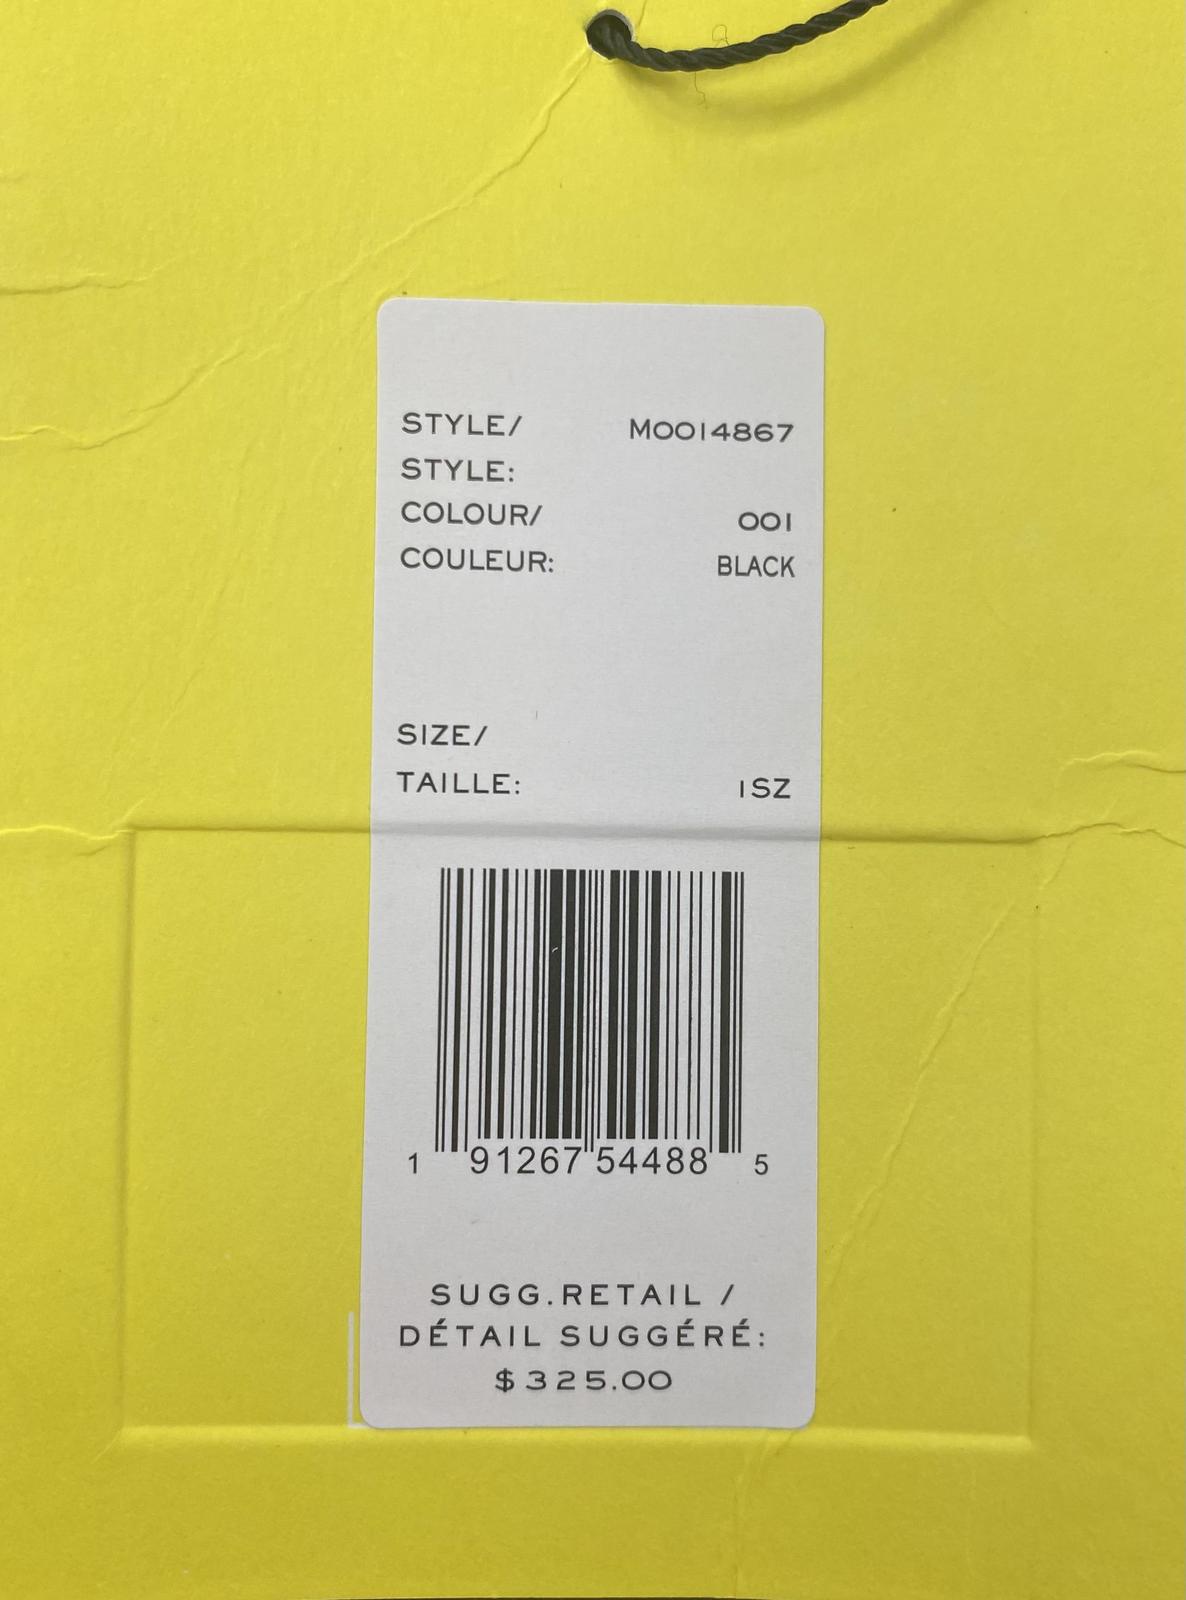 STYLE/ M0014867
STYLE:
COLOUR/ 001
COULEUR: BLACK
SIZE/
TAILLE: 1SZ
1 91267 54488 5
SUGG.RETAIL /
DÉTAIL SUGGÉRÉ:
$325.00